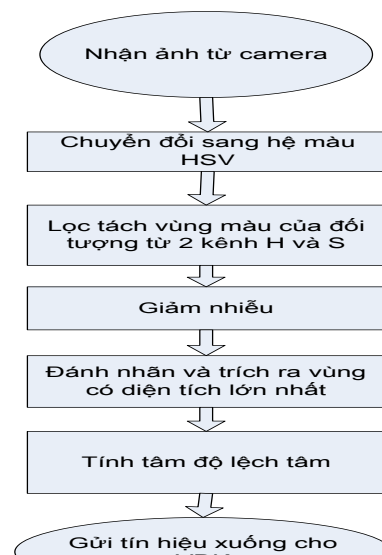 Nhận ảnh từ camera
Chuyển đổi sang hệ màu
HSV
Lọc tách vùng màu của đối
tượng từ 2 kênh H và S
Giảm nhiễu
Đánh nhãn và trích ra vùng
có diện tích lớn nhất
Tính tâm độ lệch tâm
Gửi tín hiệu xuống cho